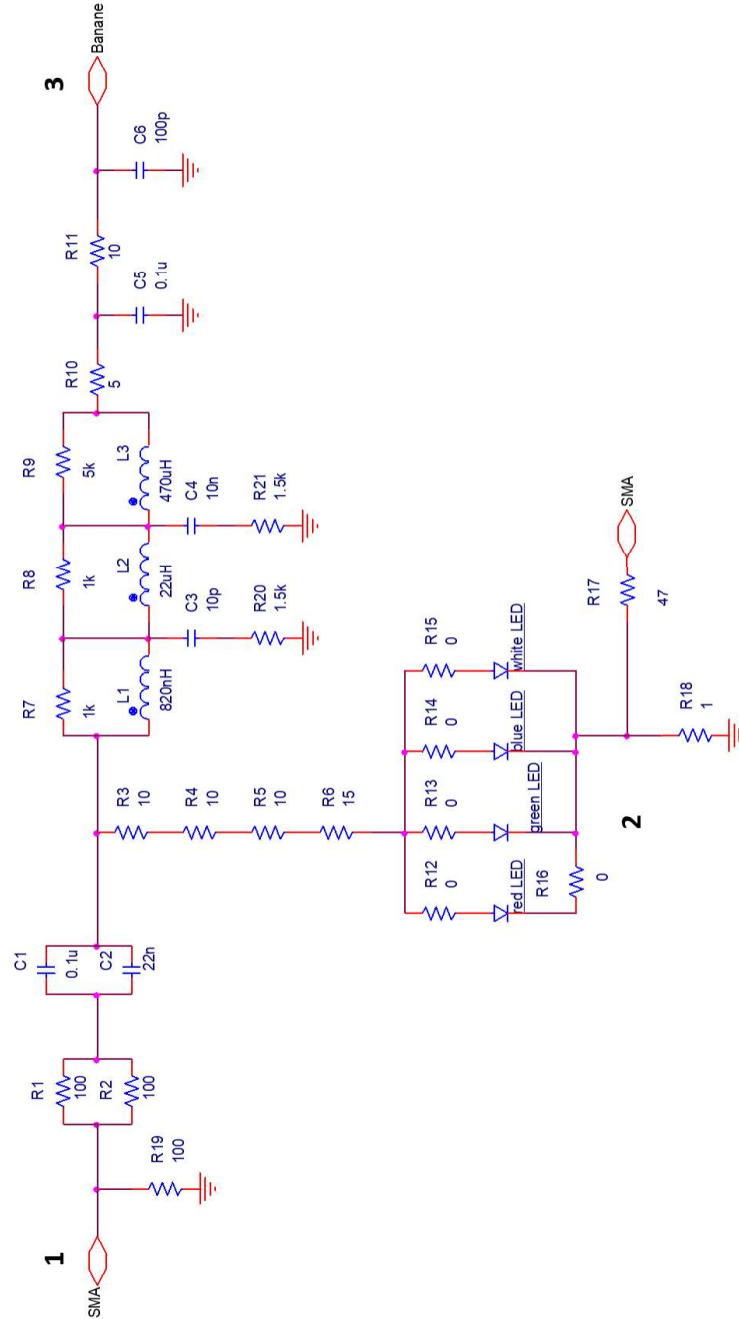 1
SMA
R19
100
R1
100
R2
100
C1
0.1u
C2
22n
R3
10
R4
10
R5
10
R6
15
R7
1k
L1
820nH
R8
1k
L2
22uH
R9
5k
L3
470uH
C3
10p
R20
1.5k
C4
10n
R21
1.5k
R10
5
C5
0.1u
R11
10
C6
100p
3
Banane
R12
0
red LED
R13
0
green LED
R14
0
blue LED
R15
0
white LED
R16
0
2
R18
1
R17
47
SMA